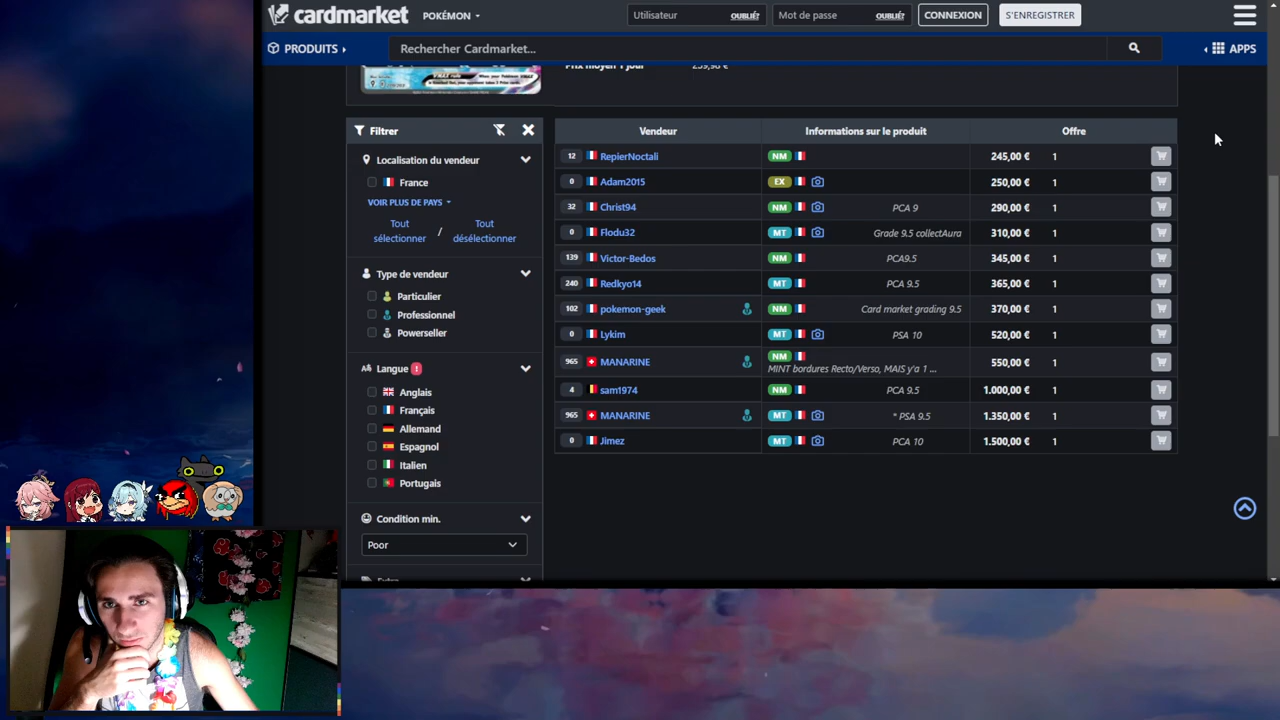 cardmarket
POKÉMON
Utilisateur OUBLIÉ?
Mot de passe OUBLIÉ?
CONNEXION
S'ENREGISTRER
PRODUITS
Rechercher Cardmarket...
APPS
VMAX rule
Prix moyen 1 jour
Filtrer
Localisation du vendeur
France
VOIR PLUS DE PAYS
Tout sélectionner / Tout désélectionner
Type de vendeur
Particulier
Professionnel
Powerseller
Langue !
Anglais
Français
Allemand
Espagnol
Italien
Portugais
Condition min.
Poor
Vendeur Informations sur le produit Offre
12 RepierNoctali NM 245,00 € 1
0 Adam2015 EX 250,00 € 1
32 Christ94 NM PCA 9 290,00 € 1
0 Flodu32 MT Grade 9.5 collectAura 310,00 € 1
139 Victor-Bedos NM PCA9.5 345,00 € 1
240 Redkyo14 MT PCA 9.5 365,00 € 1
102 pokemon-geek NM Card market grading 9.5 370,00 € 1
0 Lykim MT PSA 10 520,00 € 1
965 MANARINE NM MINT bordures Recto/Verso, MAIS y'a 1 ... 550,00 € 1
4 sam1974 NM PCA 9.5 1.000,00 € 1
965 MANARINE MT * PSA 9.5 1.350,00 € 1
0 Jimez MT PCA 10 1.500,00 € 1